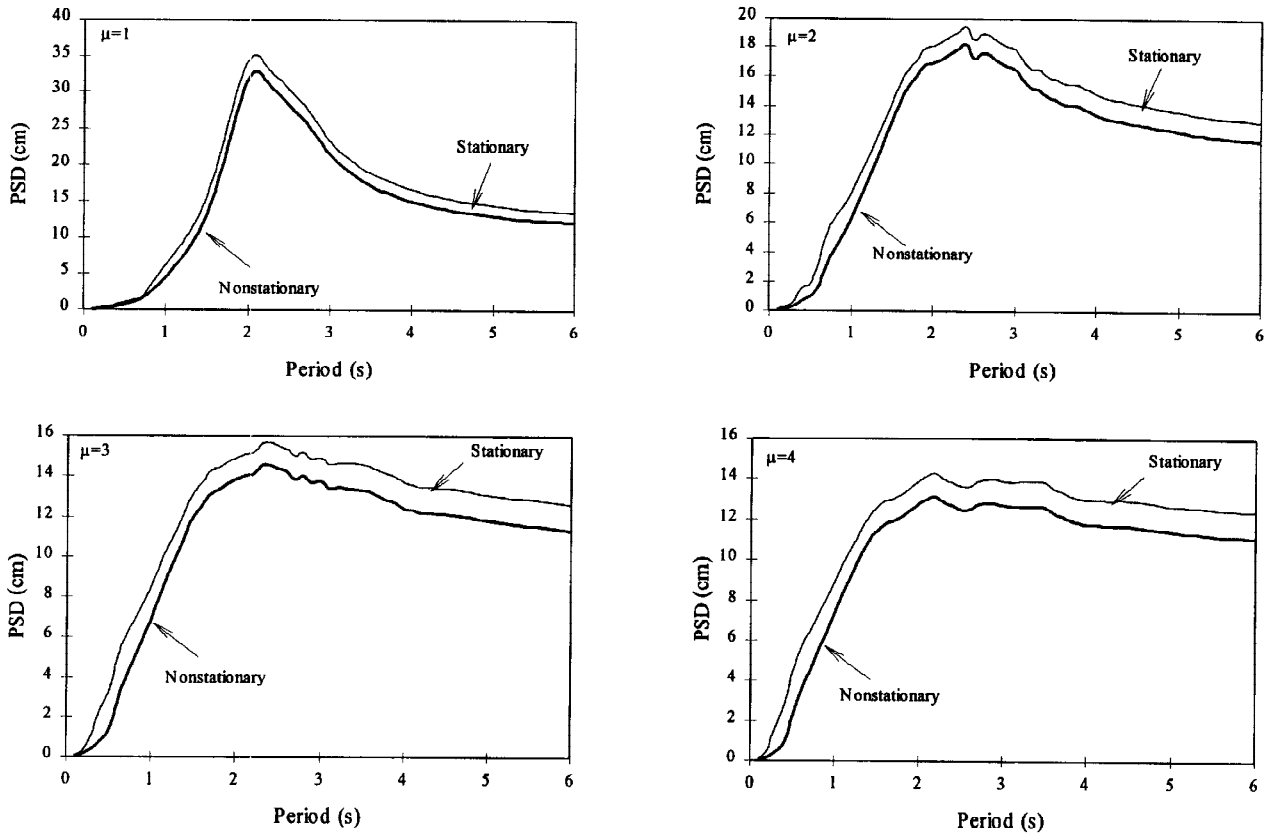 μ=1
40
35
30
25
20
15
10
5
0
PSD (cm)
Stationary
Nonstationary
0 1 2 3 4 5 6
Period (s)
μ=2
20
18
16
14
12
10
8
6
4
2
0
PSD (cm)
Stationary
Nonstationary
0 1 2 3 4 5 6
Period (s)
μ=3
16
14
12
10
8
6
4
2
0
PSD (cm)
Stationary
Nonstationary
0 1 2 3 4 5 6
Period (s)
μ=4
16
14
12
10
8
6
4
2
0
PSD (cm)
Stationary
Nonstationary
0 1 2 3 4 5 6
Period (s)